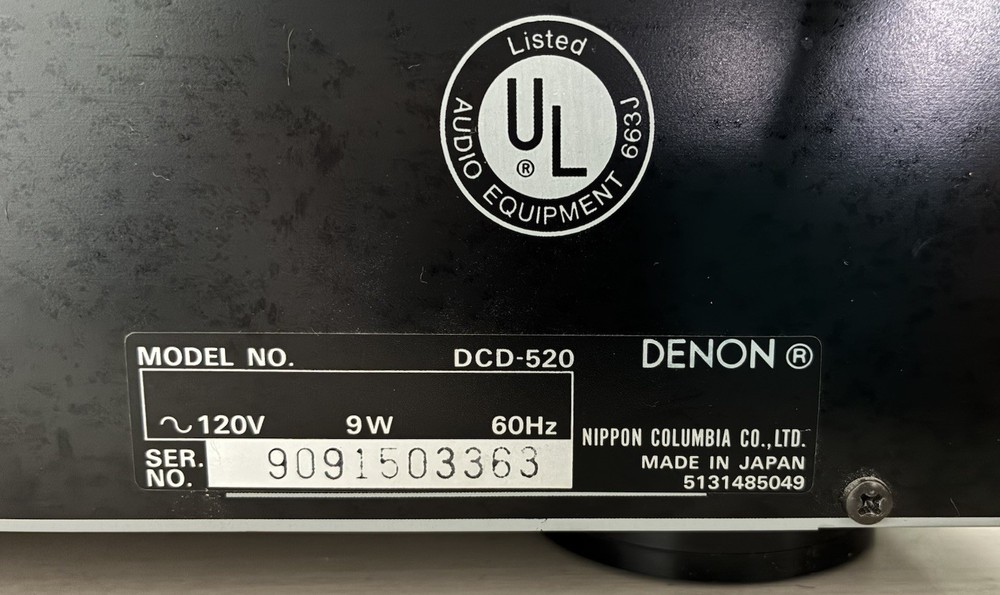 Listed
UL
®
AUDIO EQUIPMENT 663J
MODEL NO. DCD-520
DENON ®
~ 120V 9W 60Hz
NIPPON COLUMBIA CO.,LTD.
SER. NO. 9091503363
MADE IN JAPAN
5131485049